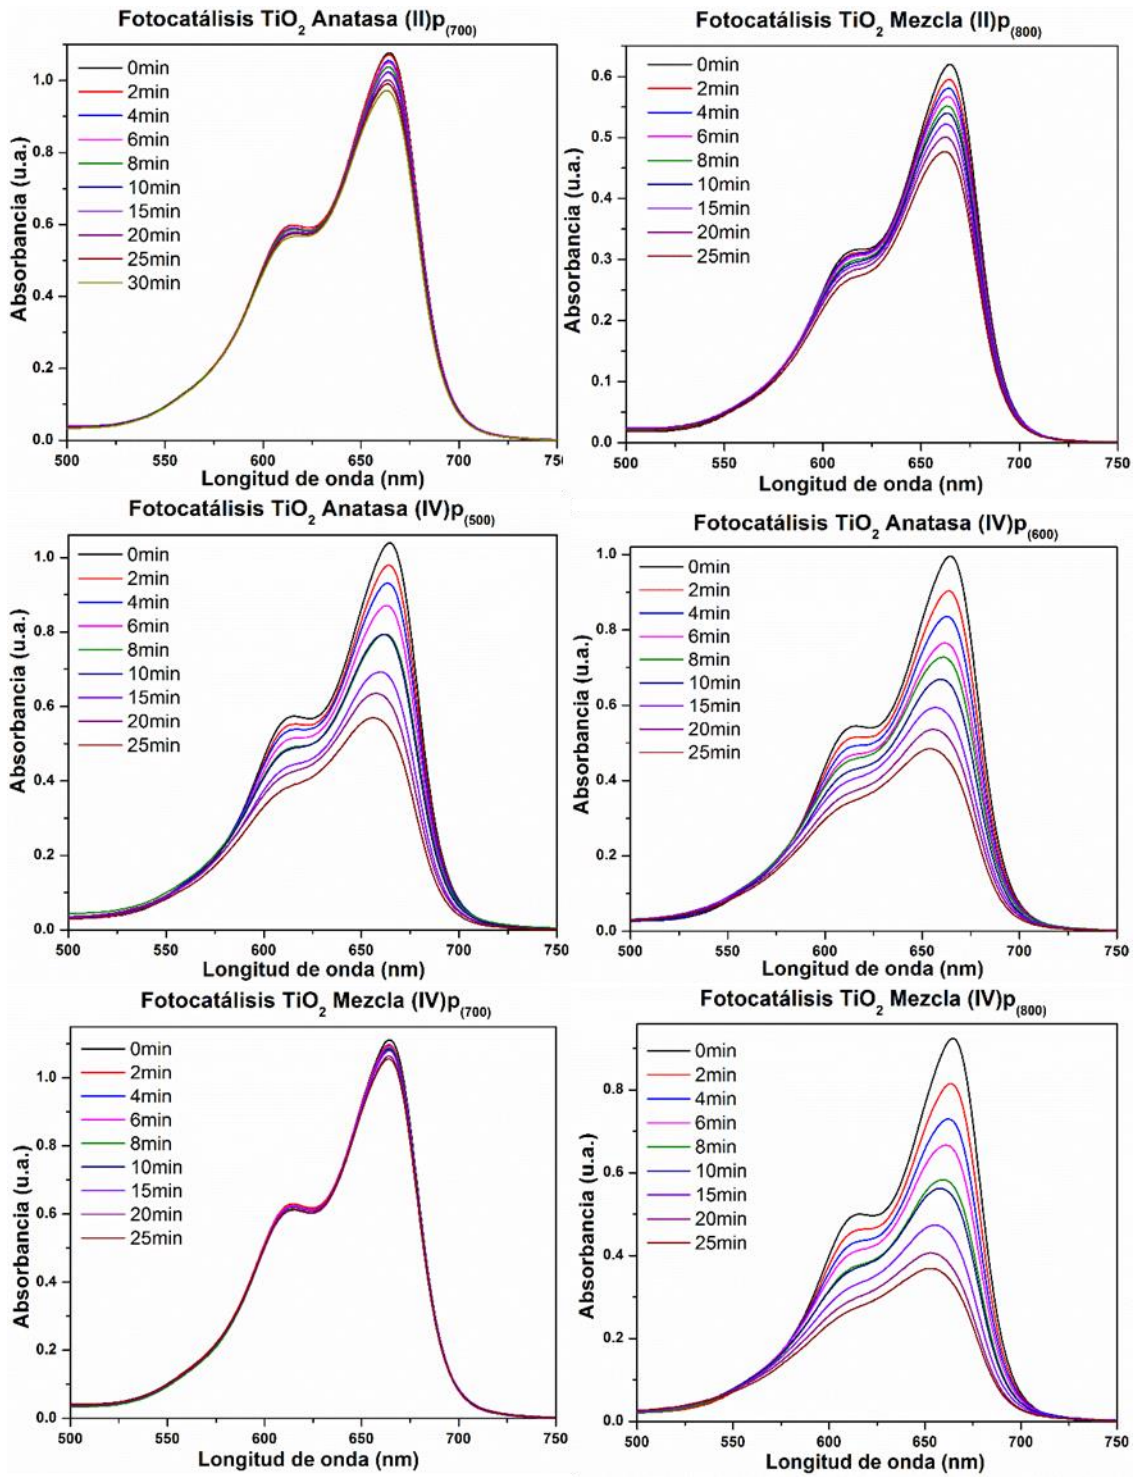 Fotocatálisis TiO2 Anatasa (II)p(700)
0min
2min
4min
6min
8min
10min
15min
20min
25min
30min
1.0
0.8
0.6
0.4
0.2
0.0
500 550 600 650 700 750
Absorbancia (u.a.)
Longitud de onda (nm)
Fotocatálisis TiO2 Mezcla (II)p(800)
0min
2min
4min
6min
8min
10min
15min
20min
25min
0.6
0.5
0.4
0.3
0.2
0.1
0.0
500 550 600 650 700 750
Absorbancia (u.a.)
Longitud de onda (nm)
Fotocatálisis TiO2 Anatasa (IV)p(500)
0min
2min
4min
6min
8min
10min
15min
20min
25min
1.0
0.8
0.6
0.4
0.2
0.0
500 550 600 650 700 750
Absorbancia (u.a.)
Longitud de onda (nm)
Fotocatálisis TiO2 Anatasa (IV)p(600)
0min
2min
4min
6min
8min
10min
15min
20min
25min
1.0
0.8
0.6
0.4
0.2
0.0
500 550 600 650 700 750
Absorbancia (u.a.)
Longitud de onda (nm)
Fotocatálisis TiO2 Mezcla (IV)p(700)
0min
2min
4min
6min
8min
10min
15min
20min
25min
1.0
0.8
0.6
0.4
0.2
0.0
500 550 600 650 700 750
Absorbancia (u.a.)
Longitud de onda (nm)
Fotocatálisis TiO2 Mezcla (IV)p(800)
0min
2min
4min
6min
8min
10min
15min
20min
25min
0.8
0.6
0.4
0.2
0.0
500 550 600 650 700 750
Absorbancia (u.a.)
Longitud de onda (nm)